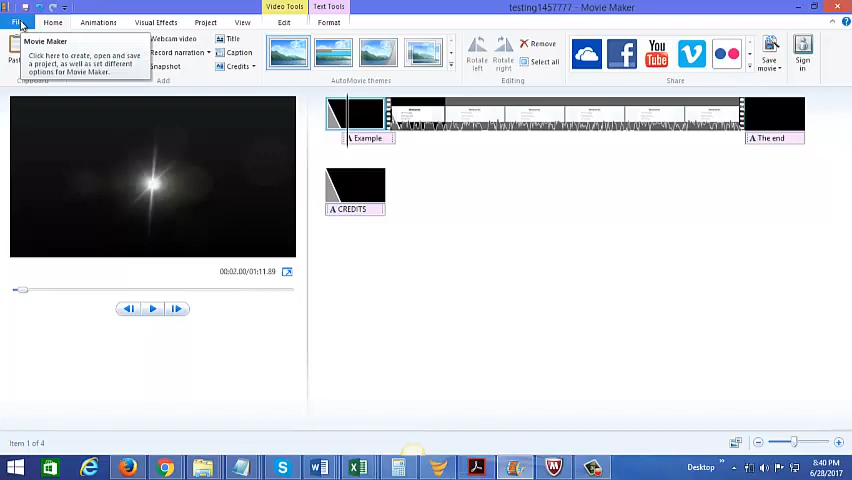 testing1457777 - Movie Maker
Video Tools
Text Tools
File
Home
Animations
Visual Effects
Project
View
Edit
Format
Movie Maker
Click here to create, open and save
a project, as well as set different
options for Movie Maker.
Webcam video
Record narration
Snapshot
Add
Title
Caption
Credits
AutoMovie themes
Rotate
left
Rotate
right
Remove
Select all
Editing
You
Tube
Share
Save
movie
Sign
in
A Example
A The end
A CREDITS
00:02.00/01:11.89
Item 1 of 4
Desktop
8:40 PM
6/28/2017